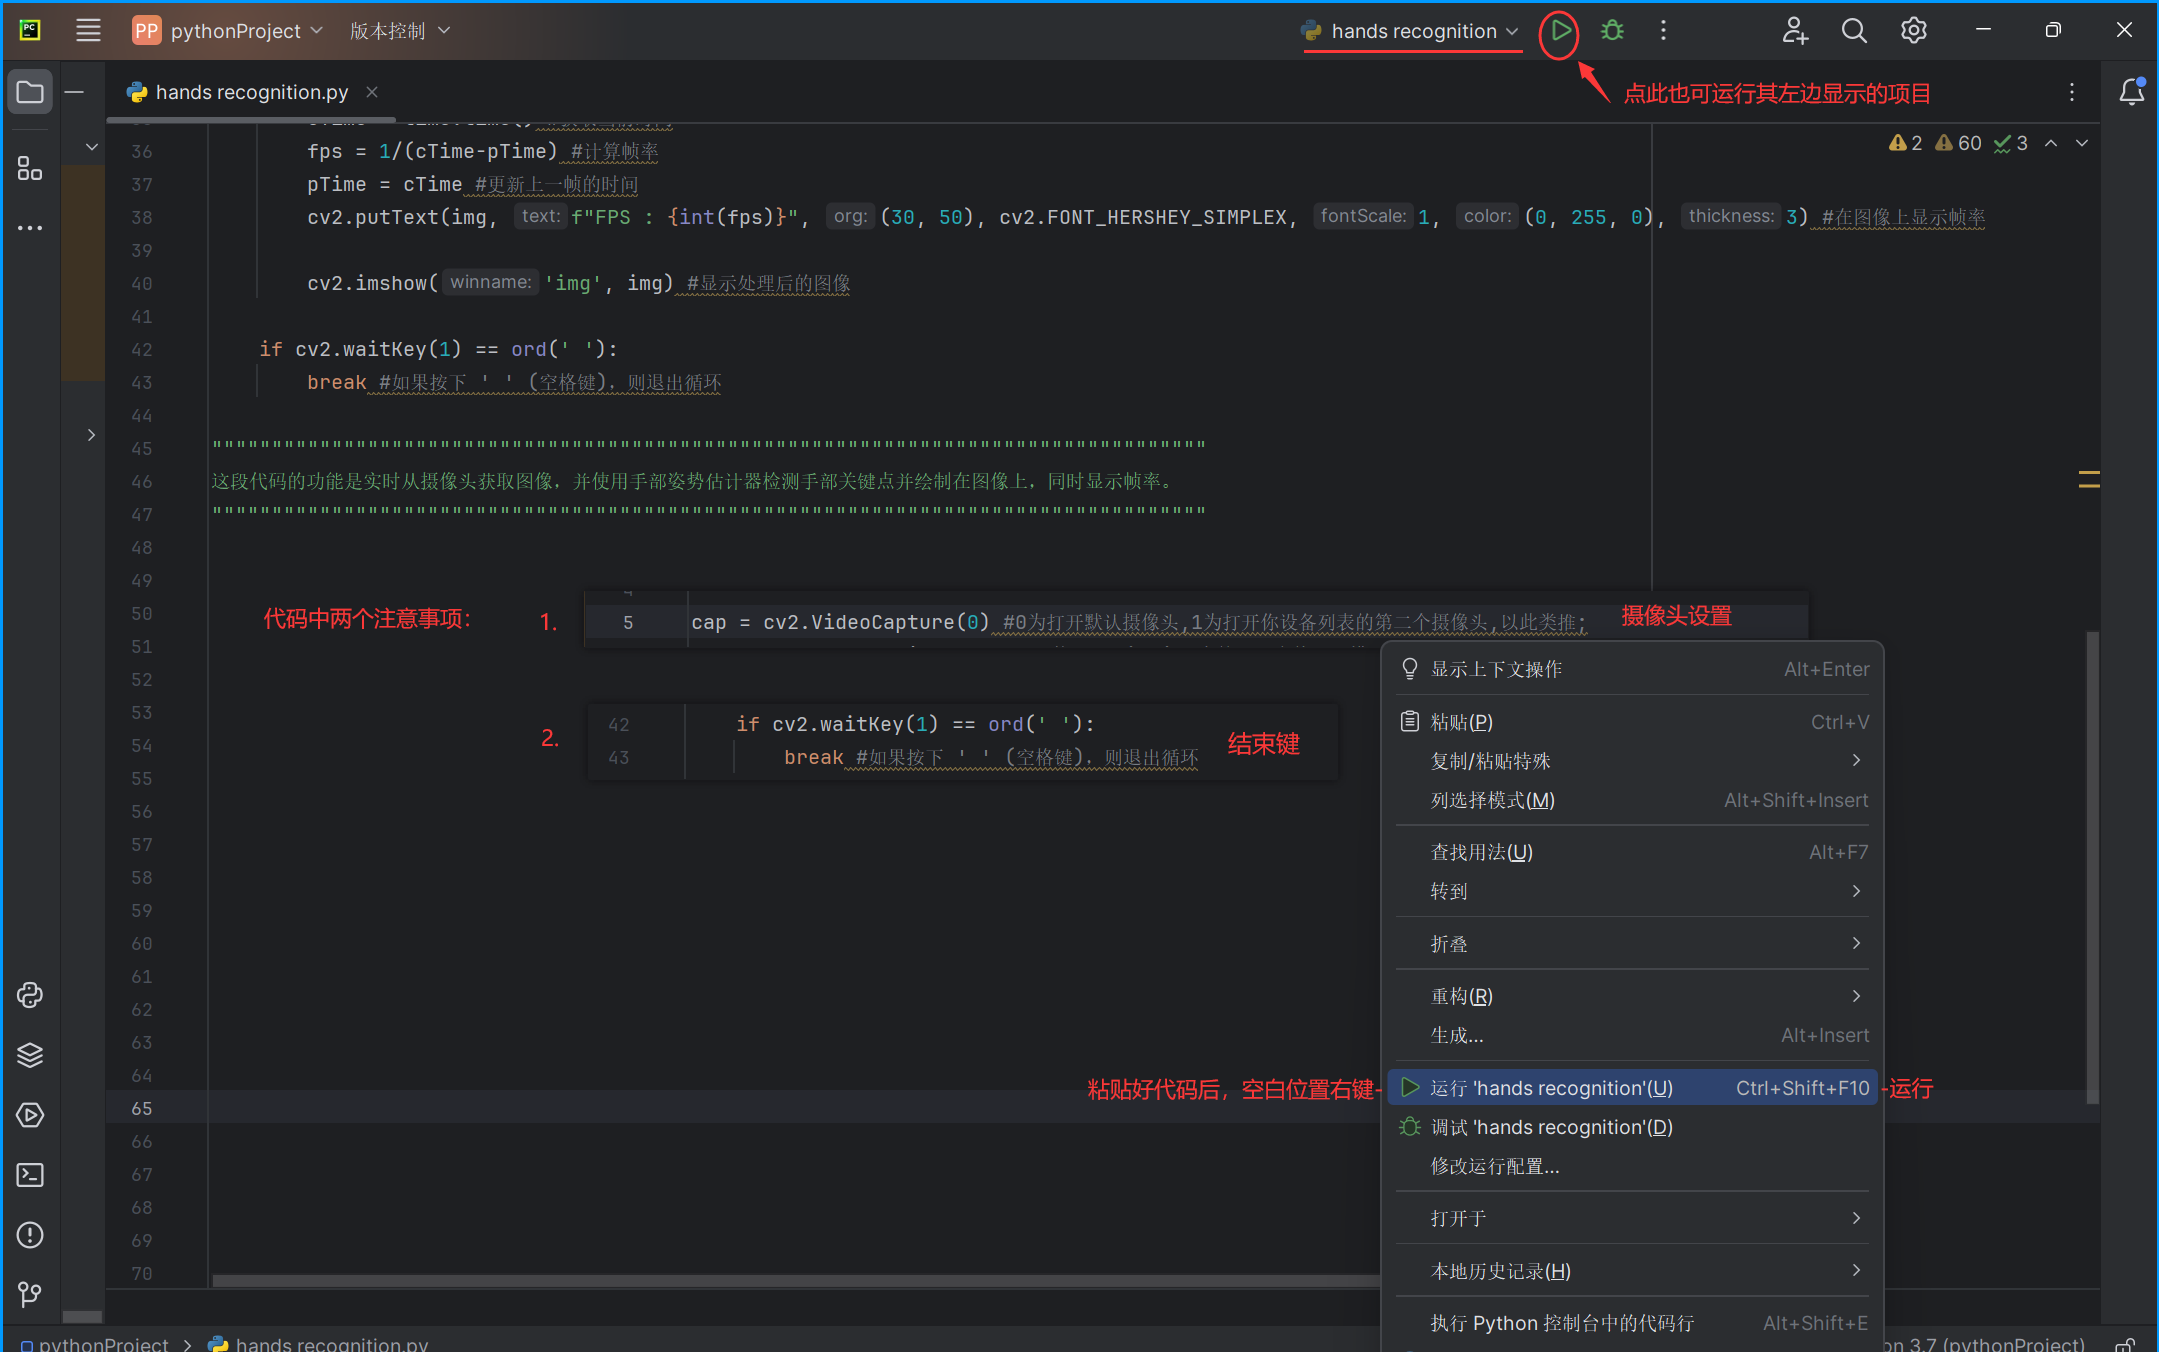 PC
PP pythonProject 版本控制 hands recognition
hands recognition.py
点此也可运行其左边显示的项目
2 60 3
36 fps = 1/(cTime-pTime) #计算帧率
37 pTime = cTime #更新上一帧的时间
38 cv2.putText(img, text: f"FPS : {int(fps)}", org: (30, 50), cv2.FONT_HERSHEY_SIMPLEX, fontScale: 1, color: (0, 255, 0), thickness: 3) #在图像上显示帧率
39
40 cv2.imshow( winname: 'img', img) #显示处理后的图像
41
42 if cv2.waitKey(1) == ord(' '):
43 break #如果按下 ' ' (空格键), 则退出循环
44
45
46 这段代码的功能是实时从摄像头获取图像，并使用手部姿势估计器检测手部关键点并绘制在图像上，同时显示帧率。
47
48
49
50
51
52
53
54
55
56
57
58
59
60
61
62
63
64
65
66
67
68
69
70
代码中两个注意事项：
1.
5 cap = cv2.VideoCapture(0) #0为打开默认摄像头,1为打开你设备列表的第二个摄像头,以此类推;
摄像头设置
2.
42 if cv2.waitKey(1) == ord(' '):
43 break #如果按下 ' ' (空格键), 则退出循环
结束键
显示上下文操作 Alt+Enter
粘贴(P) Ctrl+V
复制/粘贴特殊
列选择模式(M) Alt+Shift+Insert
查找用法(U) Alt+F7
转到
折叠
重构(R)
生成... Alt+Insert
粘贴好代码后，空白位置右键- 运行 'hands recognition'(U) Ctrl+Shift+F10 -运行
调试 'hands recognition'(D)
修改运行配置...
打开于
本地历史记录(H)
执行 Python 控制台中的代码行 Alt+Shift+E
pythonProject > hands recognition.py
on 3.7 (pythonProject)